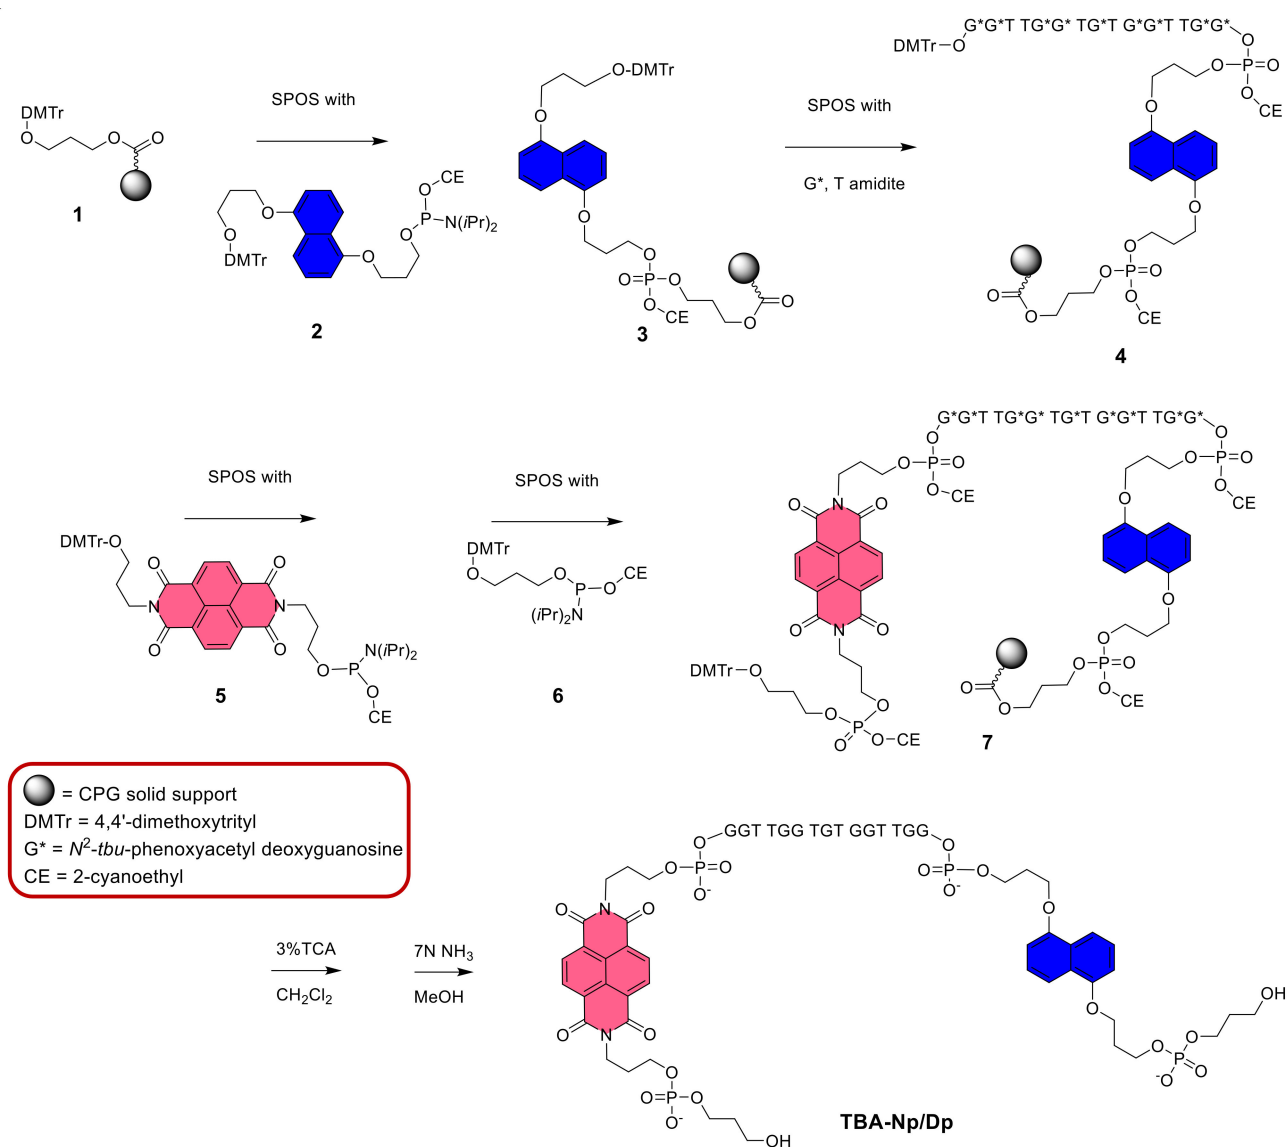 G*G*T TG*G* TG*T G*G*T TG*G*
DMTr
O
O
O
P
O
O
CE
O
O-DMTr
O
DMTr
O
O
O
SPOS with
SPOS with
G*, T amidite
1
O
DMTr
O
O
O
CE
O
P
N(iPr)2
2
O
O
O
P
O
O
CE
O
O
3
O
O
P
O
O
CE
O
O
4
G*G*T TG*G* TG*T G*G*T TG*G*
SPOS with
SPOS with
DMTr-O
O
O
N
N
O
O
O
P
N(iPr)2
O
CE
5
DMTr
O
O
P
O
CE
(iPr)2N
6
O
O
P
O
O
CE
O
O
N
O
O
N
DMTr
O
O
O
P
O
O
CE
O
O
P
O
O
CE
O
O
O
O
P
O
O
CE
O
O
7
= CPG solid support
DMTr = 4,4'-dimethoxytrityl
G* = N2-tbu-phenoxyacetyl deoxyguanosine
CE = 2-cyanoethyl
3%TCA
CH2Cl2
7N NH3
MeOH
GGT TGG TGT GGT TGG
O
O
P
O
O-
O
O
N
O
O
N
O
O
P
O
O-
OH
O
O
P
O
O-
O
O
O
P
O
O
-O
OH
TBA-Np/Dp